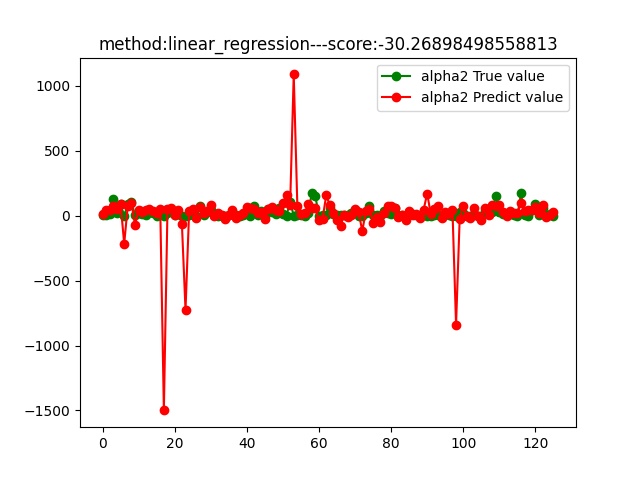 method:linear_regression---score:-30.26898498558813
alpha2 True value
alpha2 Predict value
1000
500
0
−500
−1000
−1500
0 20 40 60 80 100 120